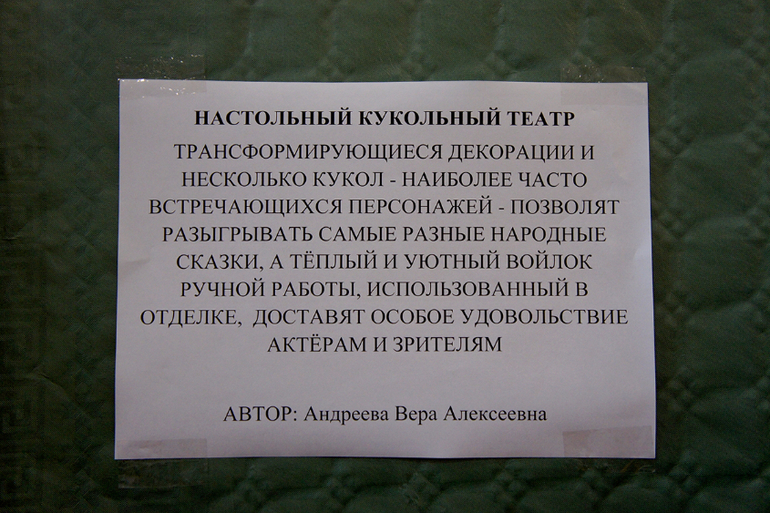 НАСТОЛЬНЫЙ КУКОЛЬНЫЙ ТЕАТР
ТРАНСФОРМИРУЮЩИЕСЯ ДЕКОРАЦИИ И
НЕСКОЛЬКО КУКОЛ - НАИБОЛЕЕ ЧАСТО
ВСТРЕЧАЮЩИХСЯ ПЕРСОНАЖЕЙ - ПОЗВОЛЯТ
РАЗЫГРЫВАТЬ САМЫЕ РАЗНЫЕ НАРОДНЫЕ
СКАЗКИ, А ТЁПЛЫЙ И УЮТНЫЙ ВОЙЛОК
РУЧНОЙ РАБОТЫ, ИСПОЛЬЗОВАННЫЙ В
ОТДЕЛКЕ, ДОСТАВЯТ ОСОБОЕ УДОВОЛЬСТВИЕ
АКТЁРАМ И ЗРИТЕЛЯМ
АВТОР: Андреева Вера Алексеевна